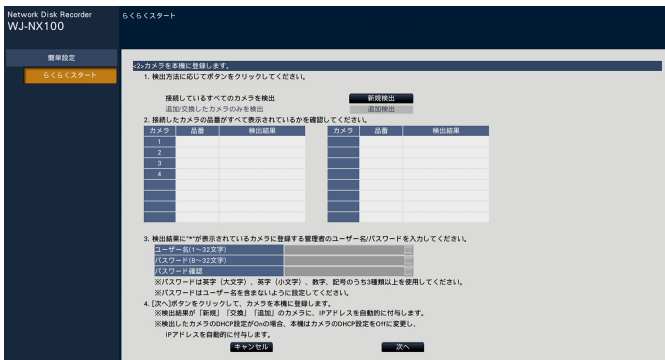 Network Disk Recorder
WJ-NX100
らくらくスタート
簡単設定
らくらくスタート
<2>カメラを本機に登録します。
1. 検出方法に応じてボタンをクリックしてください。
接続しているすべてのカメラを検出 新規検出
追加/交換したカメラのみを検出 追加検出
2. 接続したカメラの品番がすべて表示されているかを確認してください。
カメラ 品番 検出結果 カメラ 品番 検出結果
1
2
3
4
3. 検出結果に"*"が表示されているカメラに登録する管理者のユーザー名/パスワードを入力してください。
ユーザー名(1～32文字)
パスワード(8～32文字)
パスワード確認
※パスワードは英字（大文字）、英字（小文字）、数字、記号のうち3種類以上を使用してください。
※パスワードはユーザー名を含まないように設定してください。
4. [次へ]ボタンをクリックして、カメラを本機に登録します。
※検出結果が「新規」「交換」「追加」のカメラに、IPアドレスを自動的に付与します。
※検出したカメラのDHCP設定がOnの場合、本機はカメラのDHCP設定をOffに変更し、
IPアドレスを自動的に付与します。
キャンセル 次へ